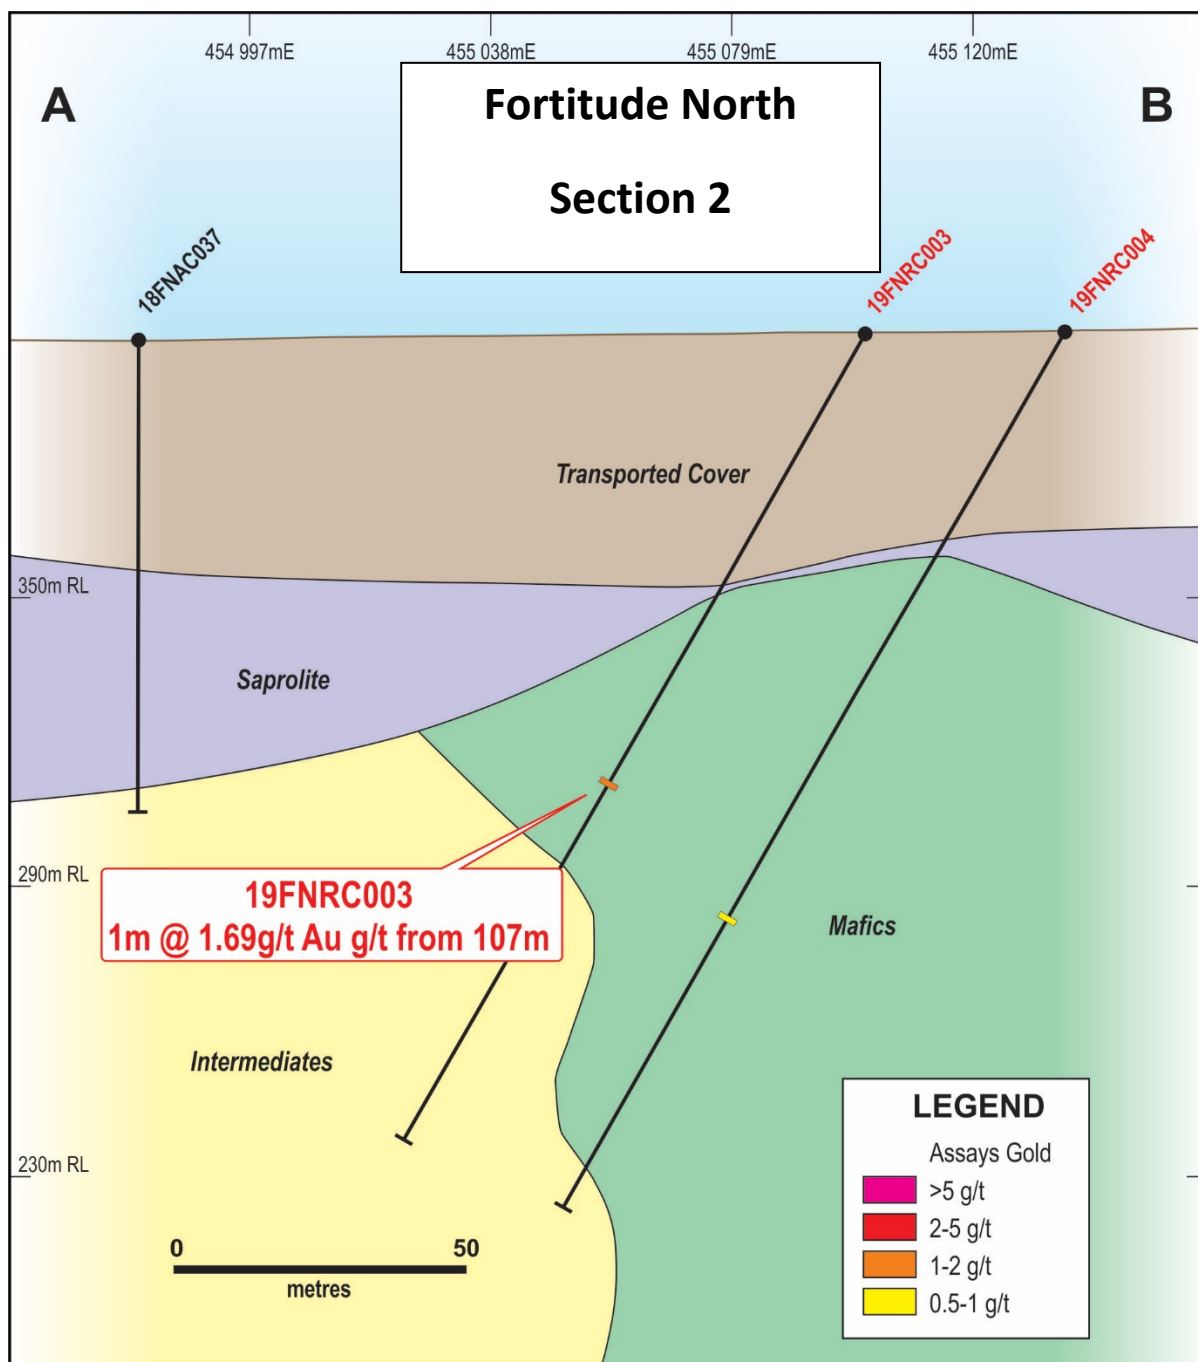 454 997mE
455 038mE
455 079mE
455 120mE
A
Fortitude North
Section 2
B
18FNAC037
19FNRC003
19FNRC004
Transported Cover
350m RL
Saprolite
290m RL
19FNRC003
1m @ 1.69g/t Au g/t from 107m
Mafics
Intermediates
230m RL
0
50
metres
LEGEND
Assays Gold
>5 g/t
2-5 g/t
1-2 g/t
0.5-1 g/t